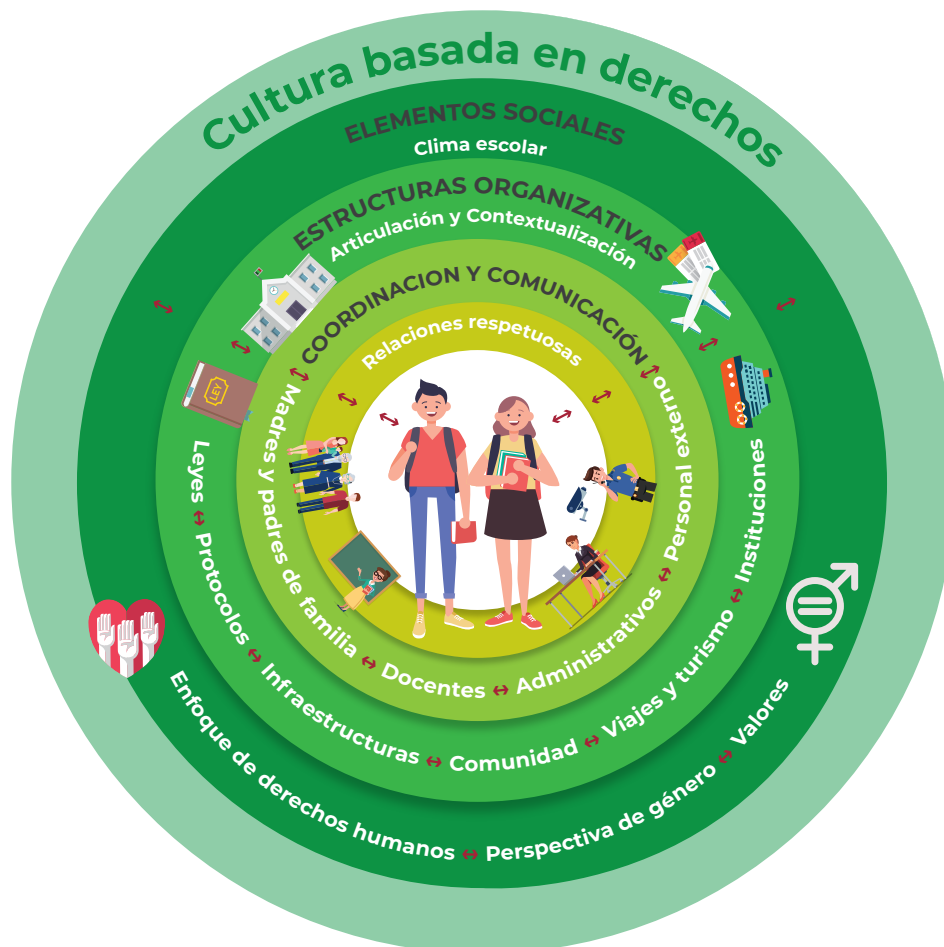 Cultura basada en derechos
ELEMENTOS SOCIALES
Clima escolar
ESTRUCTURAS ORGANIZATIVAS
Articulación y Contextualización
COORDINACION Y COMUNICACIÓN
Relaciones respetuosas
Madres y padres de familia ↔ Docentes ↔ Administrativos ↔ Personal externo
LEY
Leyes ↔ Protocolos ↔ Infraestructuras ↔ Comunidad ↔ Viajes y turismo ↔ Instituciones
Enfoque de derechos humanos ↔ Perspectiva de género ↔ Valores